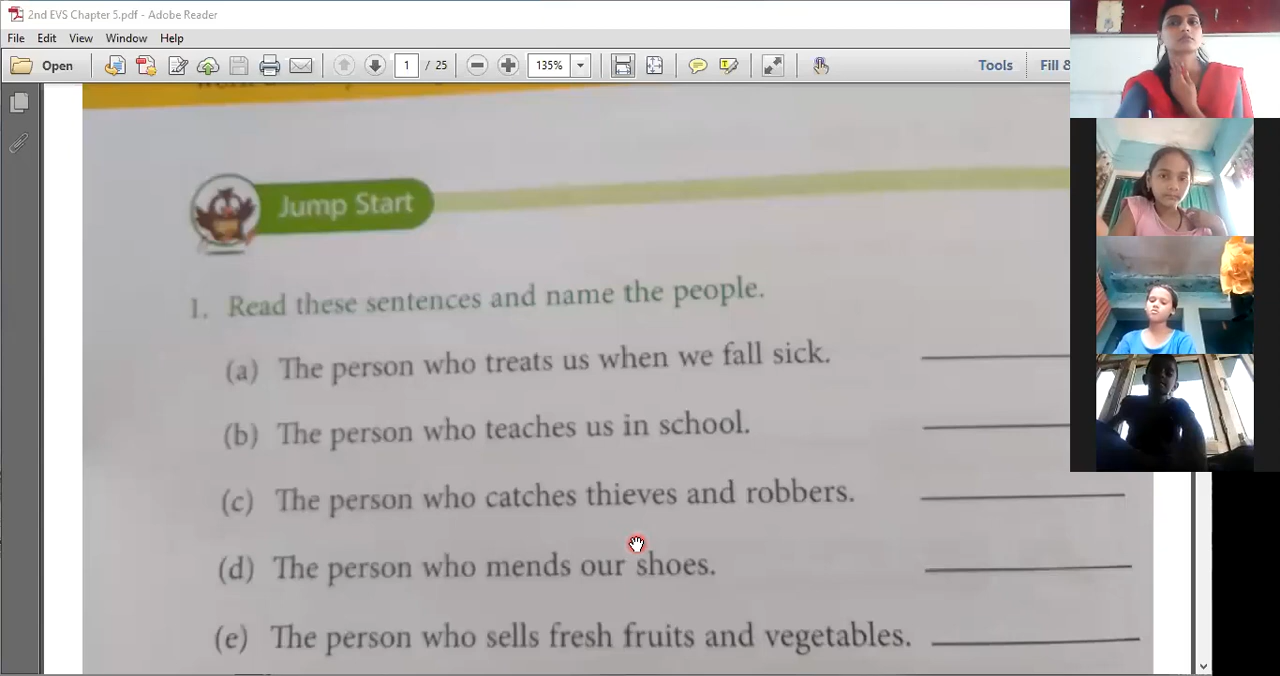 2nd EVS Chapter 5.pdf - Adobe Reader
File Edit View Window Help
Open 1 / 25 135% Tools Fill &
Jump Start
1. Read these sentences and name the people.
(a) The person who treats us when we fall sick.
(b) The person who teaches us in school.
(c) The person who catches thieves and robbers.
(d) The person who mends our shoes.
(e) The person who sells fresh fruits and vegetables.